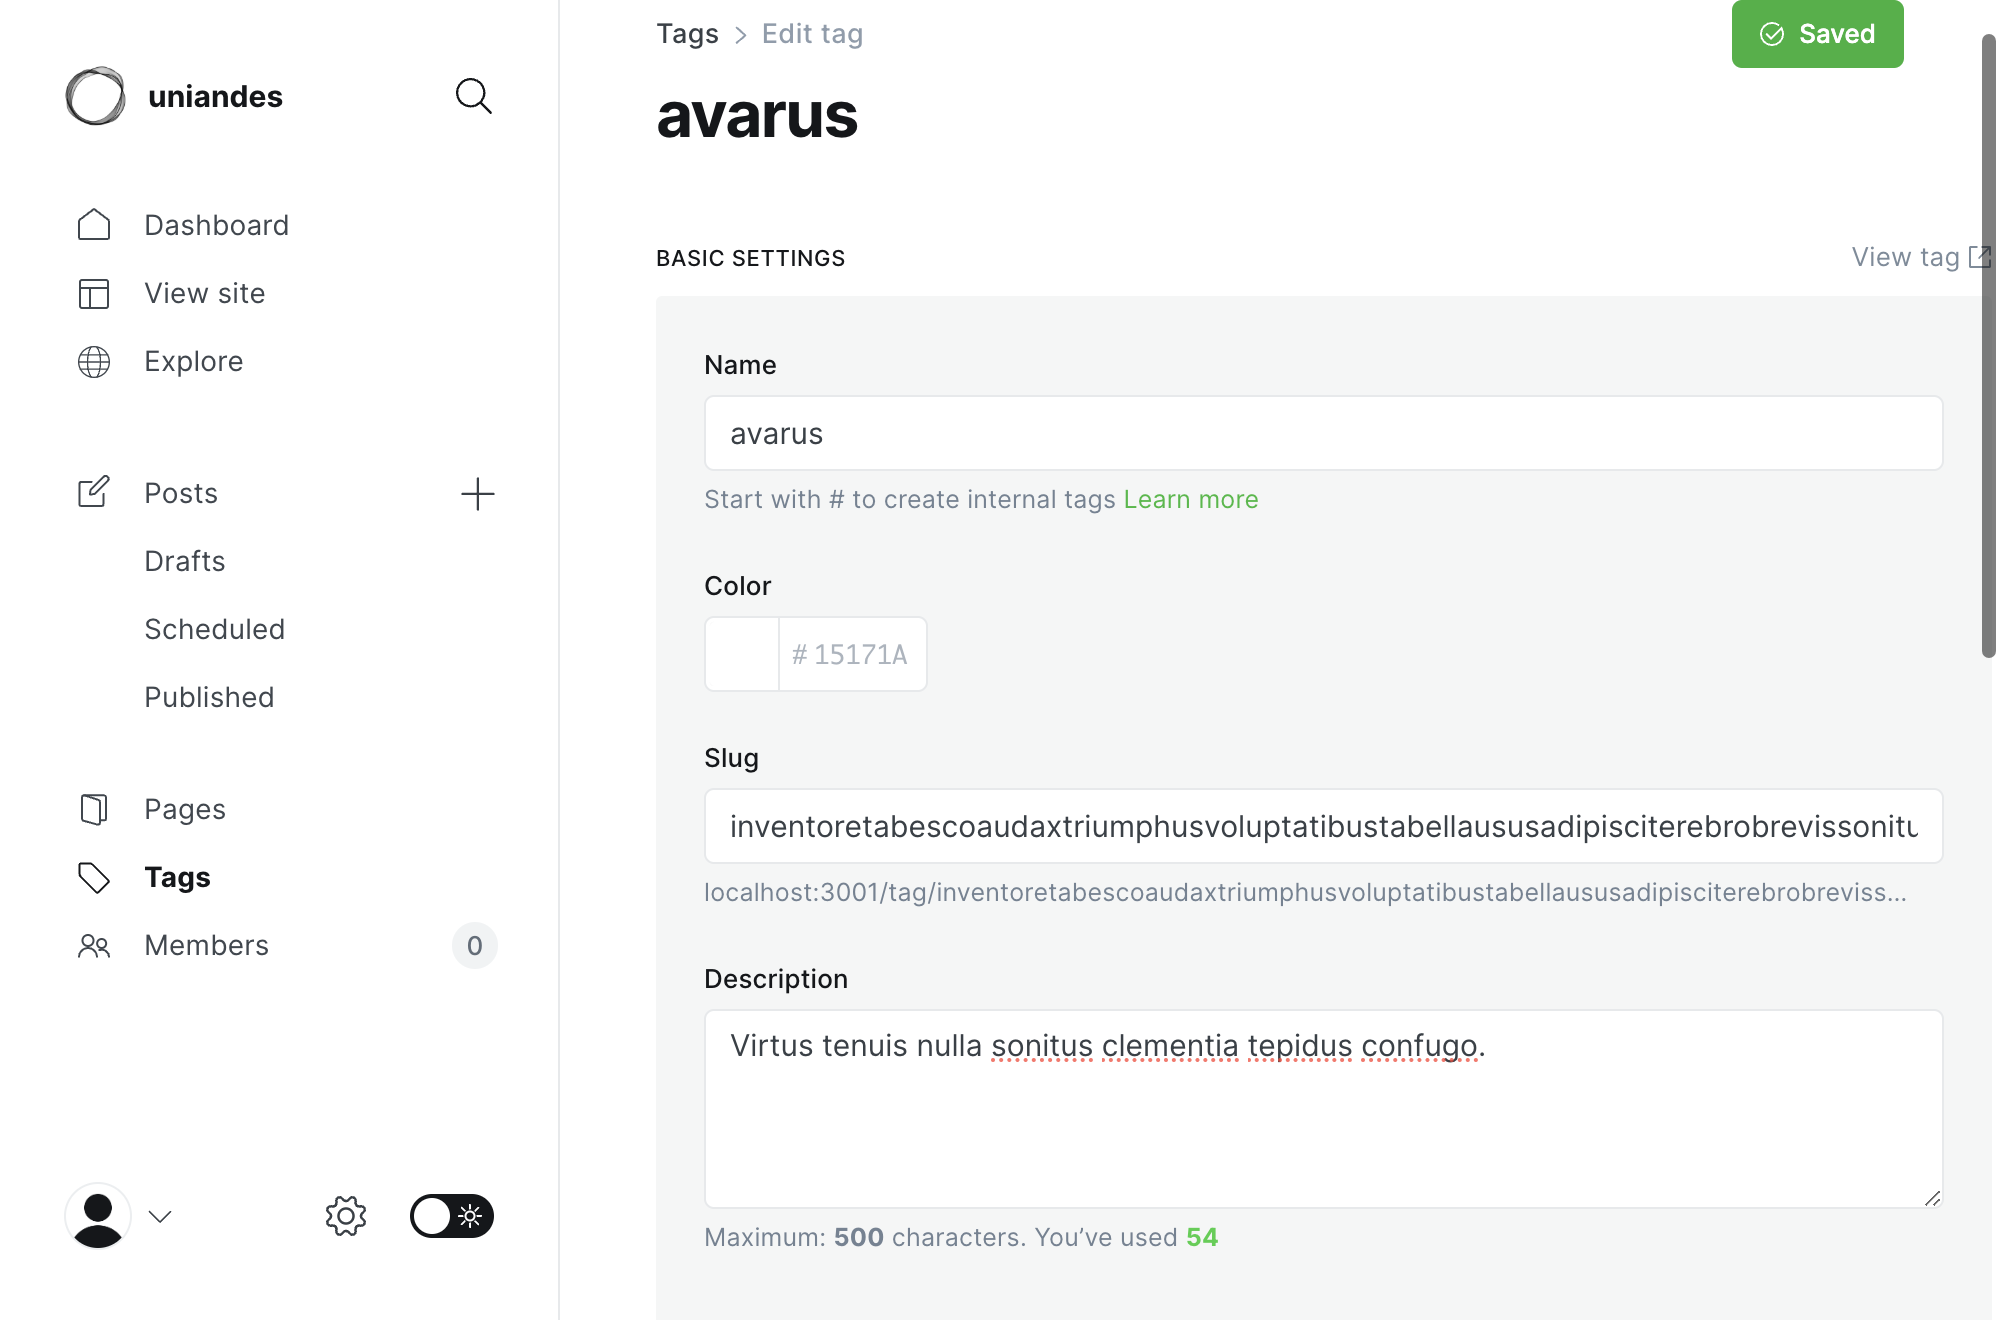 uniandes
Dashboard
View site
Explore
Posts
Drafts
Scheduled
Published
Pages
Tags
Members
0
Tags > Edit tag
Saved
avarus
BASIC SETTINGS
View tag
Name
avarus
Start with # to create internal tags Learn more
Color
# 15171A
Slug
inventoretabescoaudaxtriumphusvoluptatibustabellaususadipisciterebrobrevissonitu
localhost:3001/tag/inventoretabescoaudaxtriumphusvoluptatibustabellaususadipisciterebrobreviss...
Description
Virtus tenuis nulla sonitus clementia tepidus confugo.
Maximum: 500 characters. You’ve used 54